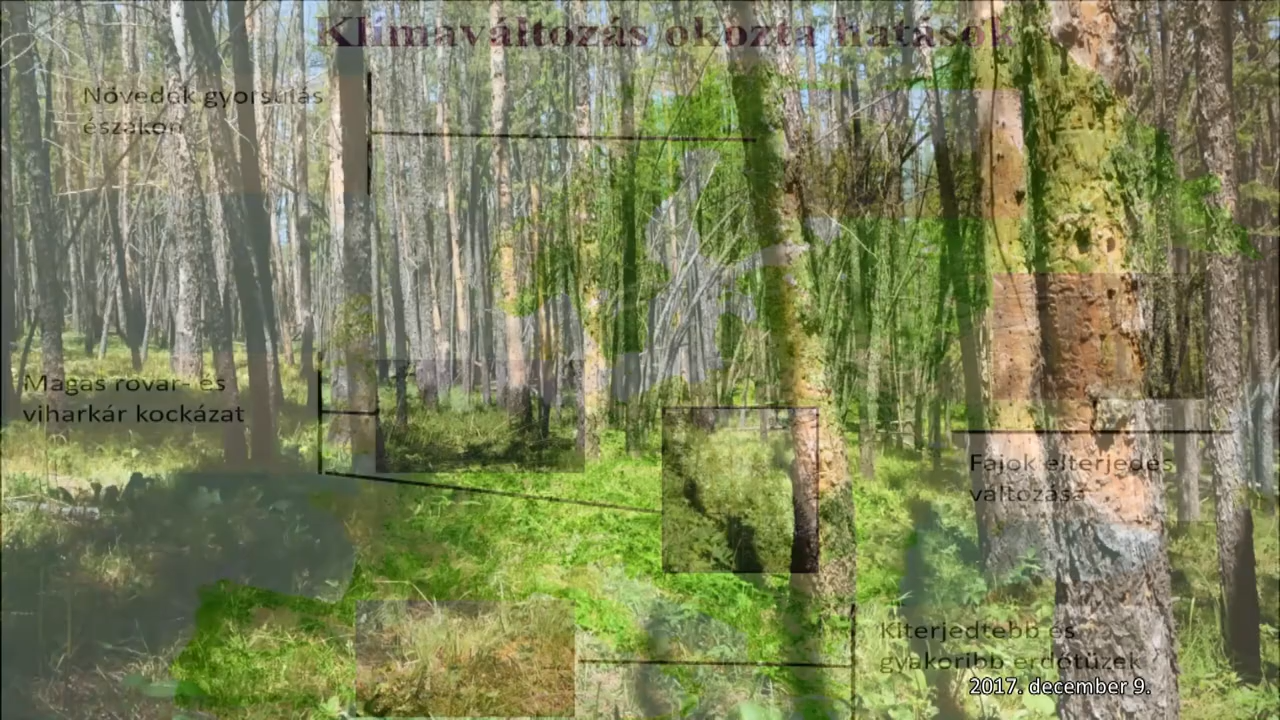 Klímaváltozás okozta hatások
Növedék gyorsulás
északon
Magas rovar- és
viharkár kockázat
Fajok elterjedés
változása
Kiterjedtebb és
gyakoribb erdőtüzek
2017. december 9.